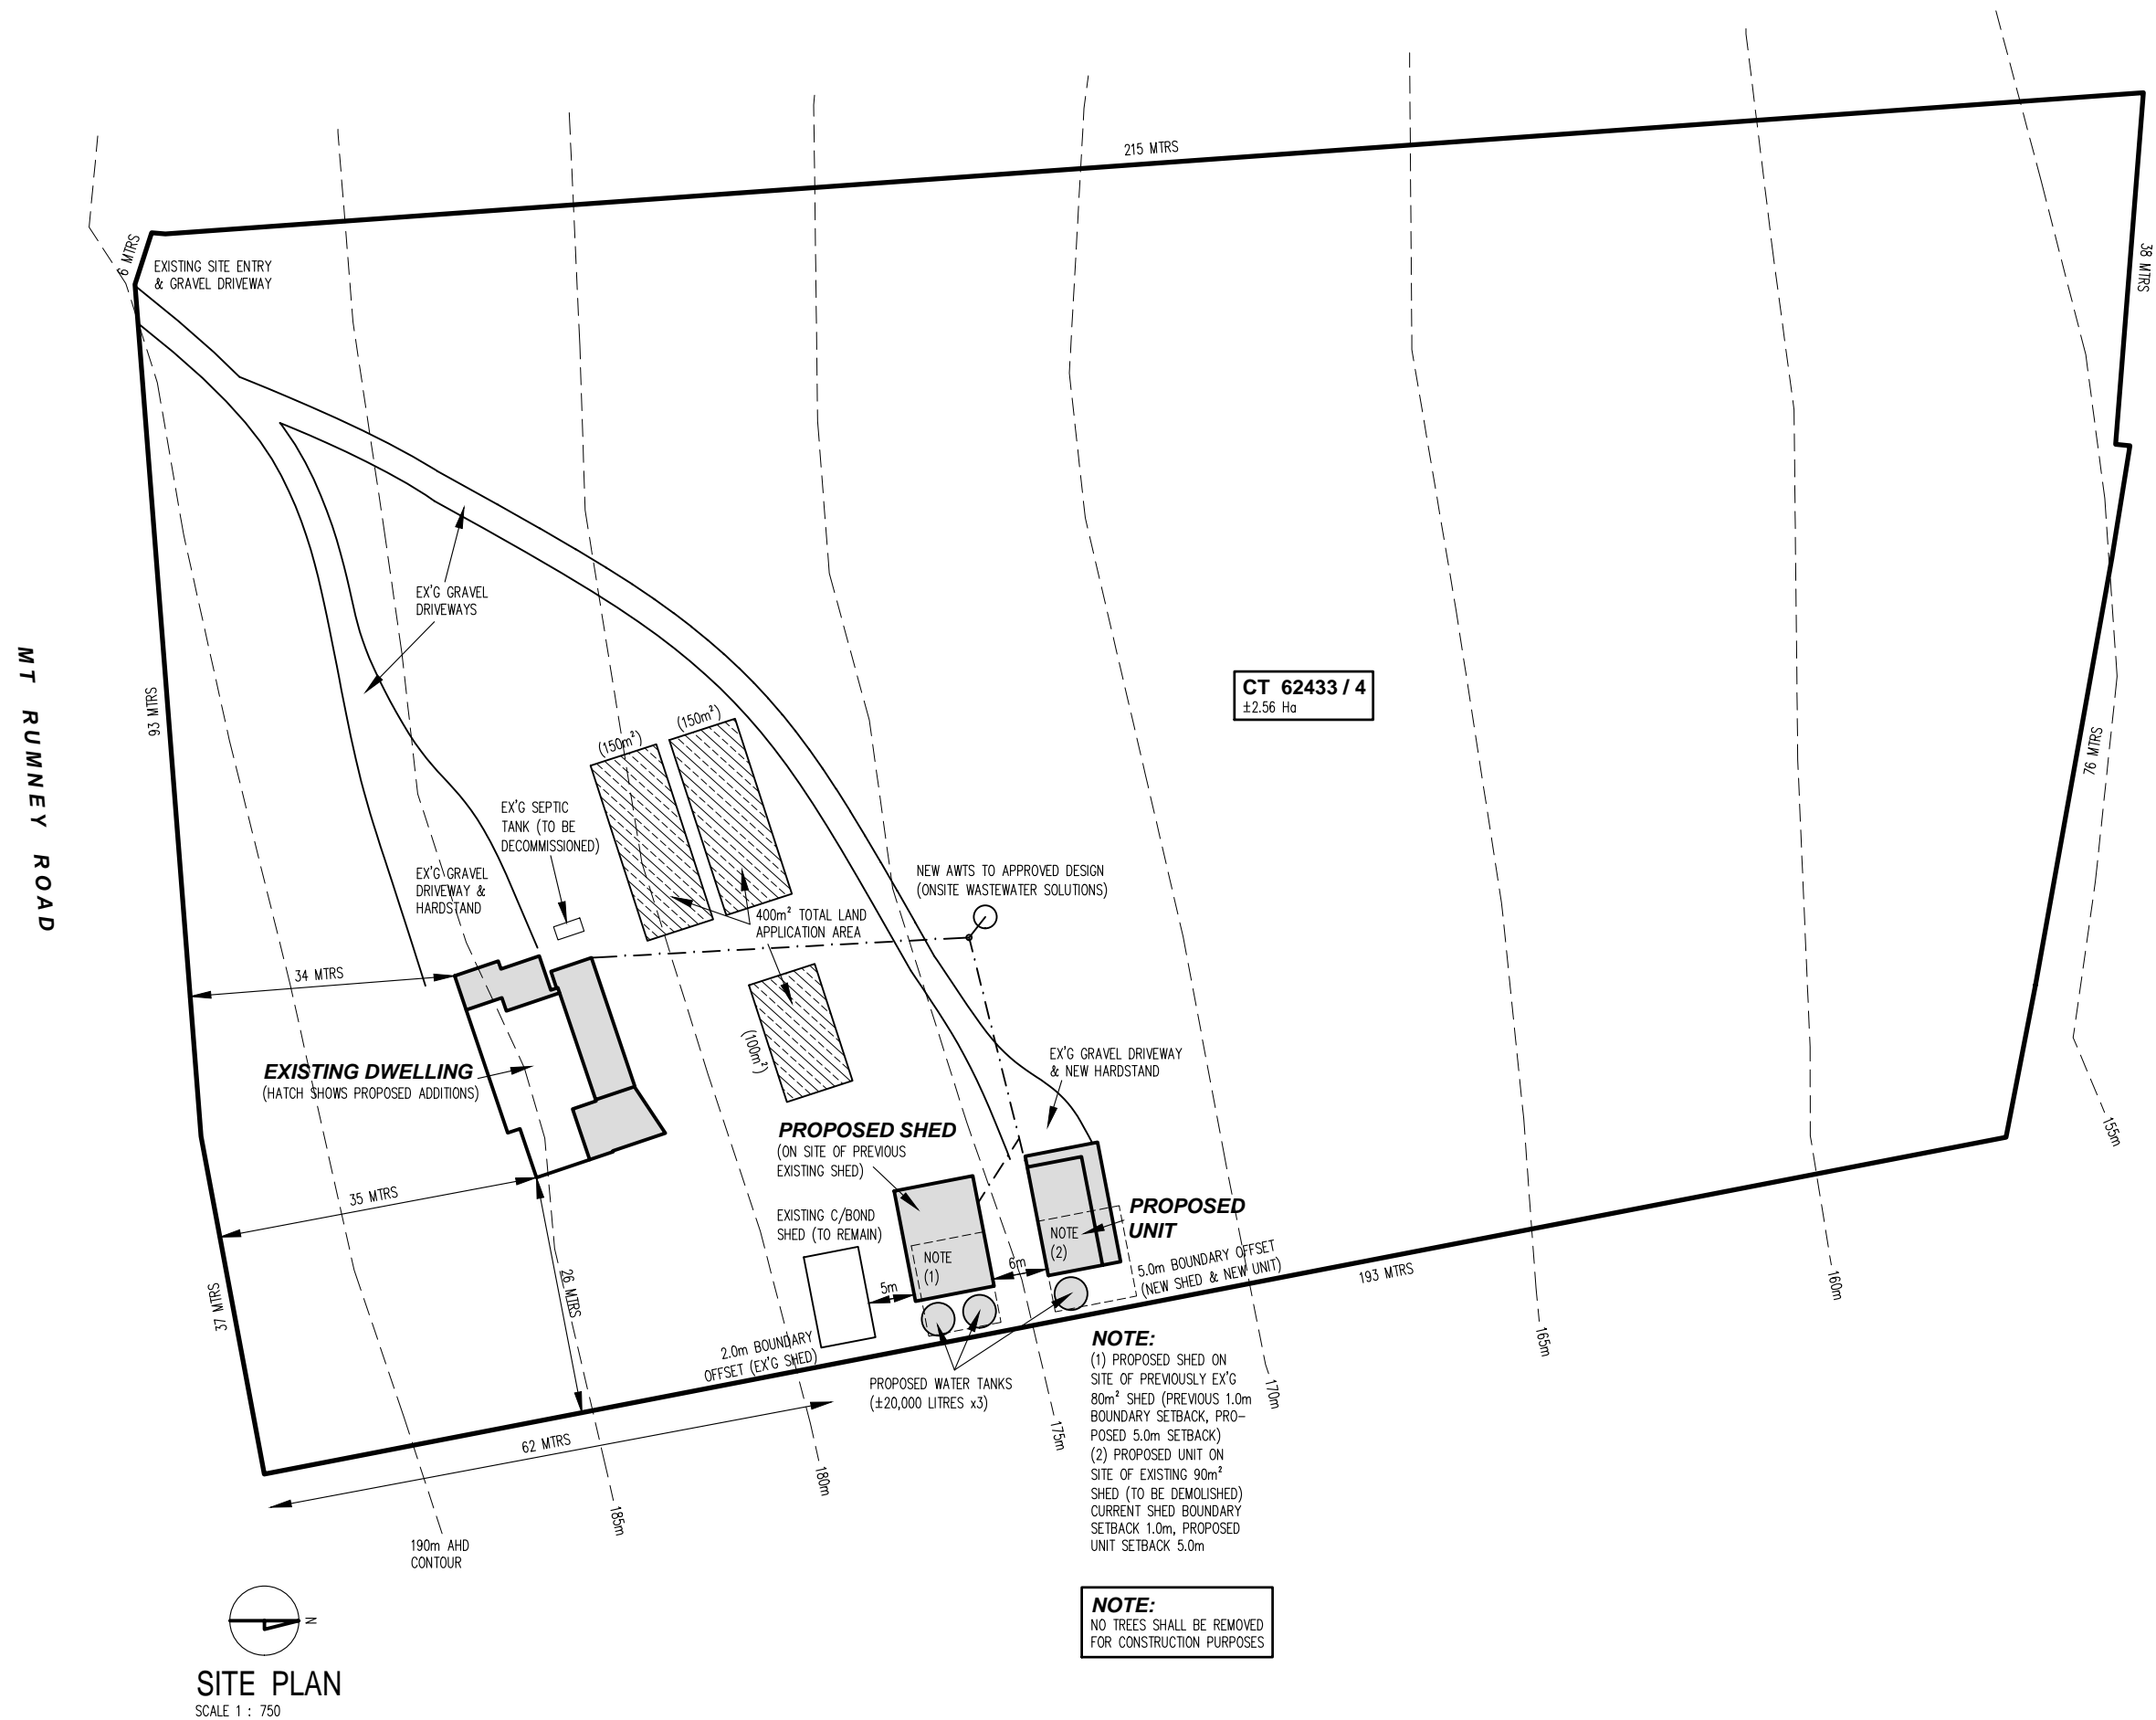 215 MTRS
6 MTRS
EXISTING SITE ENTRY
& GRAVEL DRIVEWAY
38 MTRS
EX'G GRAVEL
DRIVEWAYS
MT RUMNEY ROAD
93 MTRS
CT 62433 / 4
±2.56 Ha
76 MTRS
(150m²)
(150m²)
EX'G SEPTIC
TANK (TO BE
DECOMMISSIONED)
EX'G GRAVEL
DRIVEWAY &
HARDSTAND
NEW AWTS TO APPROVED DESIGN
(ONSITE WASTEWATER SOLUTIONS)
400m² TOTAL LAND
APPLICATION AREA
34 MTRS
(100m²)
EX'G GRAVEL DRIVEWAY
& NEW HARDSTAND
EXISTING DWELLING
(HATCH SHOWS PROPOSED ADDITIONS)
PROPOSED SHED
(ON SITE OF PREVIOUS
EXISTING SHED)
155m
35 MTRS
EXISTING C/BOND
SHED (TO REMAIN)
PROPOSED
UNIT
NOTE
(1)
NOTE
(2)
5m
6m
5.0m BOUNDARY OFFSET
(NEW SHED & NEW UNIT)
193 MTRS
160m
26 MTRS
37 MTRS
2.0m BOUNDARY
OFFSET (EX'G SHED)
165m
170m
PROPOSED WATER TANKS
(±20,000 LITRES x3)
62 MTRS
175m
180m
185m
190m AHD
CONTOUR
NOTE:
(1) PROPOSED SHED ON
SITE OF PREVIOUSLY EX'G
80m² SHED (PREVIOUS 1.0m
BOUNDARY SETBACK, PRO-
POSED 5.0m SETBACK)
(2) PROPOSED UNIT ON
SITE OF EXISTING 90m²
SHED (TO BE DEMOLISHED)
CURRENT SHED BOUNDARY
SETBACK 1.0m, PROPOSED
UNIT SETBACK 5.0m
NOTE:
NO TREES SHALL BE REMOVED
FOR CONSTRUCTION PURPOSES
N
SITE PLAN
SCALE 1 : 750